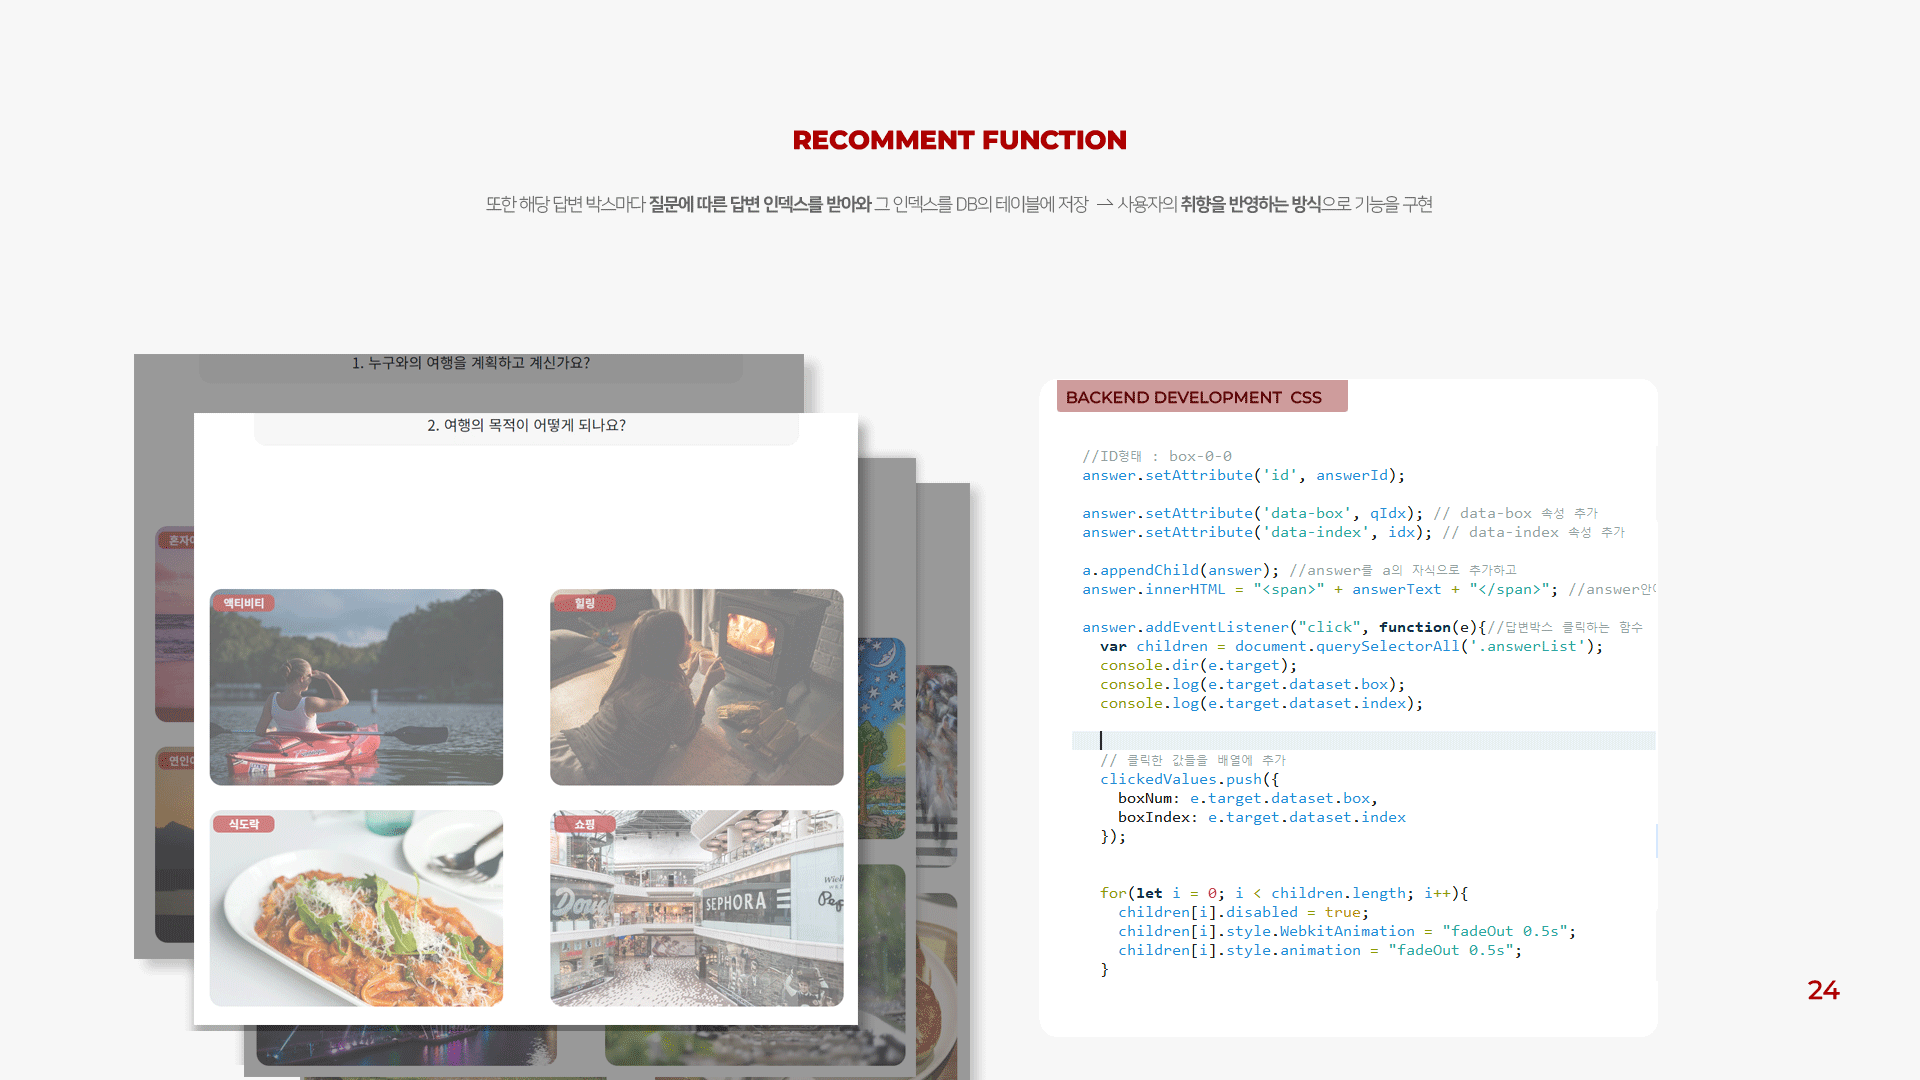 RECOMMENT FUNCTION
또한 해당 답변 박스마다 질문에 따른 답변 인덱스를 받아와 그 인덱스를 DB의 테이블에 저장 → 사용자의 취향을 반영하는 방식으로 기능을 구현
1. 누구와의 여행을 계획하고 계신가요?
2. 여행의 목적이 어떻게 되나요?
액티비티
힐링
식도락
쇼핑
SEPHORA
BACKEND DEVELOPMENT CSS
//ID형태 : box-0-0
answer.setAttribute('id', answerId);
answer.setAttribute('data-box', qIdx); // data-box 속성 추가
answer.setAttribute('data-index', idx); // data-index 속성 추가
a.appendChild(answer); //answer를 a의 자식으로 추가하고
answer.innerHTML = "<span>" + answerText + "</span>"; //answer안
answer.addEventListener("click", function(e){//답변박스 클릭하는 함수
var children = document.querySelectorAll('.answerList');
console.dir(e.target);
console.log(e.target.dataset.box);
console.log(e.target.dataset.index);
// 클릭한 값들을 배열에 추가
clickedValues.push({
boxNum: e.target.dataset.box,
boxIndex: e.target.dataset.index
});
for(let i = 0; i < children.length; i++){
children[i].disabled = true;
children[i].style.WebkitAnimation = "fadeOut 0.5s";
children[i].style.animation = "fadeOut 0.5s";
}
24